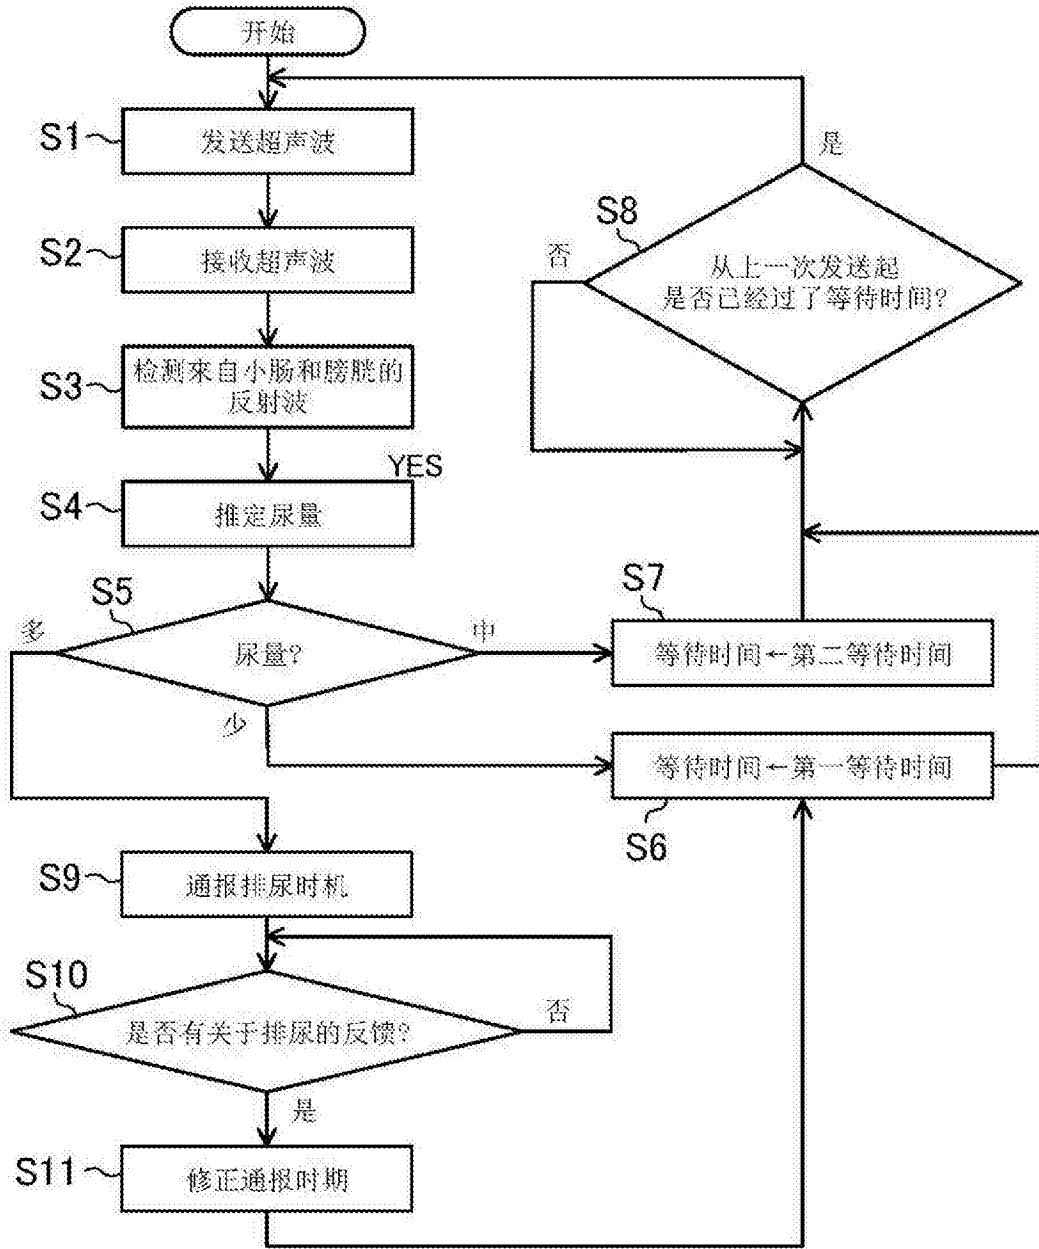 开始
S1
发送超声波
S2
接收超声波
S3
检测来自小肠和膀胱的
反射波
YES
S4
推定尿量
S5
尿量?
多
中
少
S7
等待时间←第二等待时间
等待时间←第一等待时间
S6
S8
从上一次发送起
是否已经过了等待时间?
是
否
S9
通报排尿时机
S10
是否有关于排尿的反馈?
否
是
S11
修正通报时期